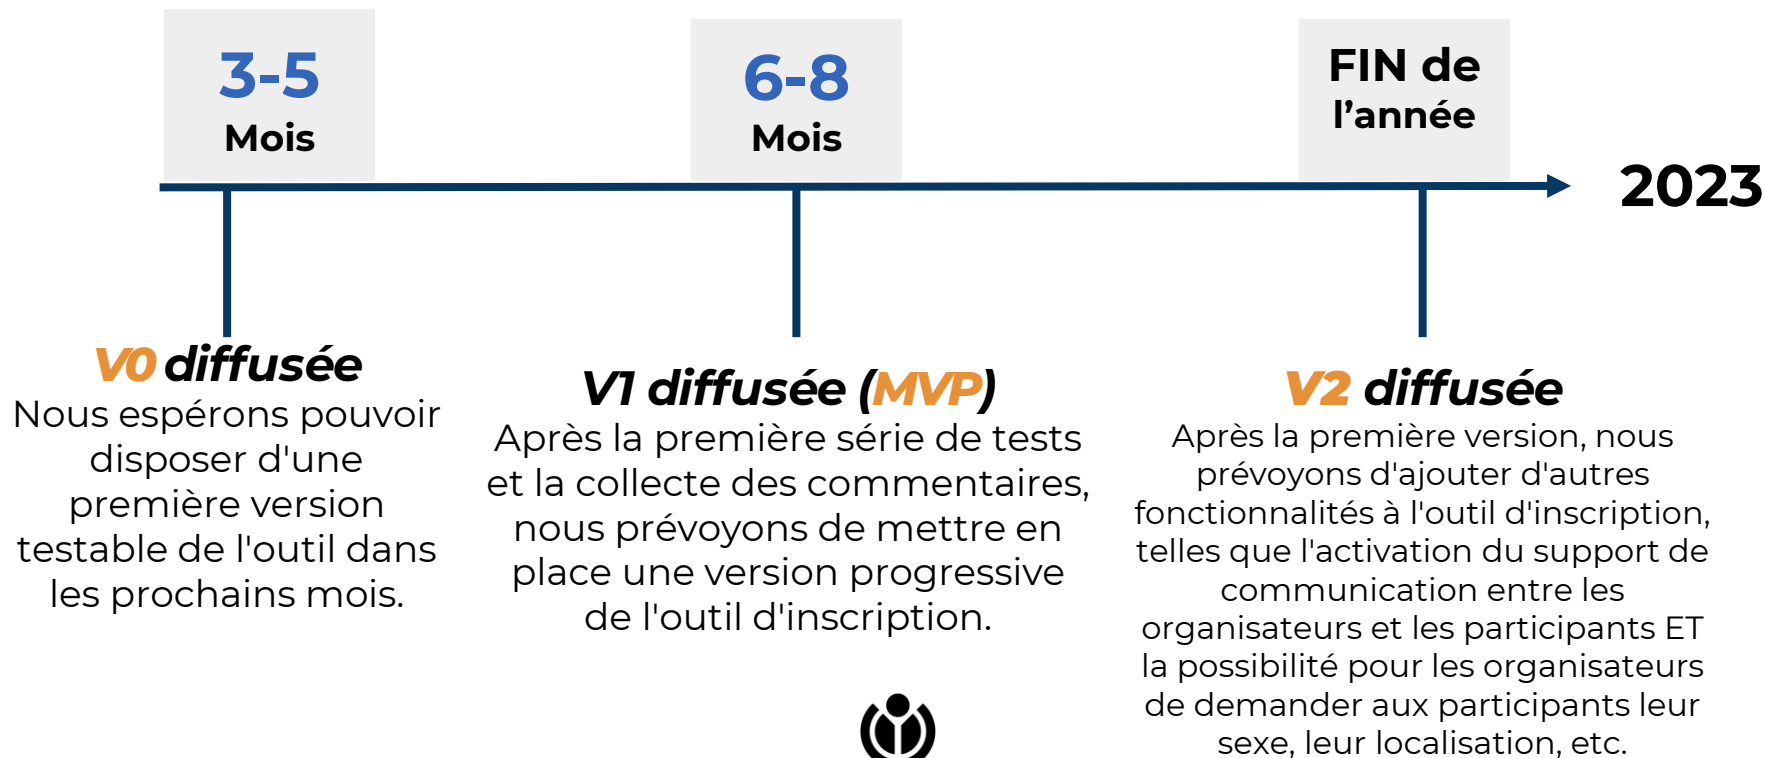 3-5
Mois
6-8
Mois
FIN de
l’année
2023
V0 diffusée
Nous espérons pouvoir
disposer d'une
première version
testable de l'outil dans
les prochains mois.
V1 diffusée (MVP)
Après la première série de tests
et la collecte des commentaires,
nous prévoyons de mettre en
place une version progressive
de l'outil d'inscription.
V2 diffusée
Après la première version, nous
prévoyons d'ajouter d'autres
fonctionnalités à l'outil d'inscription,
telles que l'activation du support de
communication entre les
organisateurs et les participants ET
la possibilité pour les organisateurs
de demander aux participants leur
sexe, leur localisation, etc.